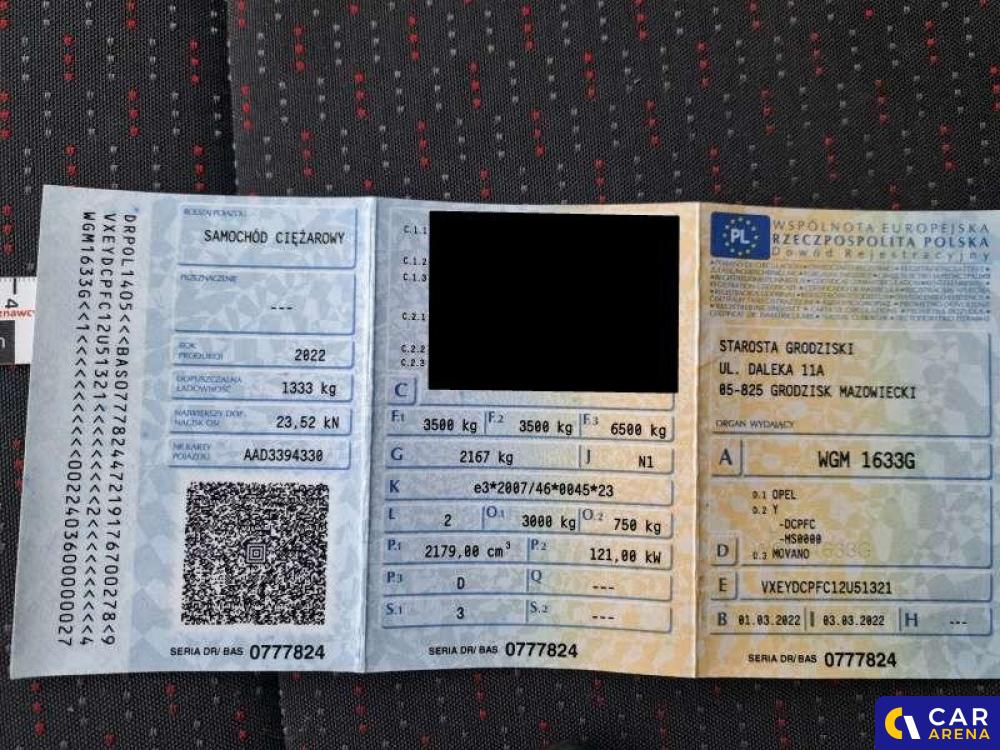 DRPOL1405<<BAS07778244721917670027​8<9
VXEYDCPFC12U51321<<<<<<<<2<<<<<<
4
znawcy
RODZAJ POJAZDU
SAMOCHÓD CIĘŻAROWY
PRZEZNACZENIE
---
ROK PRODUKCJI 2022
DOPUSZCZALNA ŁADOWNOŚĆ 1333 kg
NAJWIĘKSZY DOP. NACISK OSI 23,52 kN
NR KARTY POJAZDU AAD3394330
SERIA DR/BAS 0777824
C.1.1
C.1.2
C.1.3
C.2.1
C.2.2
C.2.3
C
F.1 3500 kg F.2 3500 kg F.3 6500 kg
G 2167 kg J N1
K e3*2007/46*0045*23
L 2 O.1 3000 kg O.2 750 kg
P.1 2179,00 cm³ P.2 121,00 kW
P.3 D Q ---
S.1 3 S.2 ---
SERIA DR/BAS 0777824
PL
WSPÓLNOTA EUROPEJSKA
RZECZPOSPOLITA POLSKA
Dowód Rejestracyjny
STAROSTA GRODZISKI
UL. DALEKA 11A
05-825 GRODZISK MAZOWIECKI
ORGAN WYDAJĄCY
A WGM 1633G
D.1 OPEL
D.2 Y
-DCPFC
-MS0000
D D.3 MOVANO
E VXEYDCPFC12U51321
B 01.03.2022 I 03.03.2022 H ---
SERIA DR/BAS 0777824
CAR
ARENA